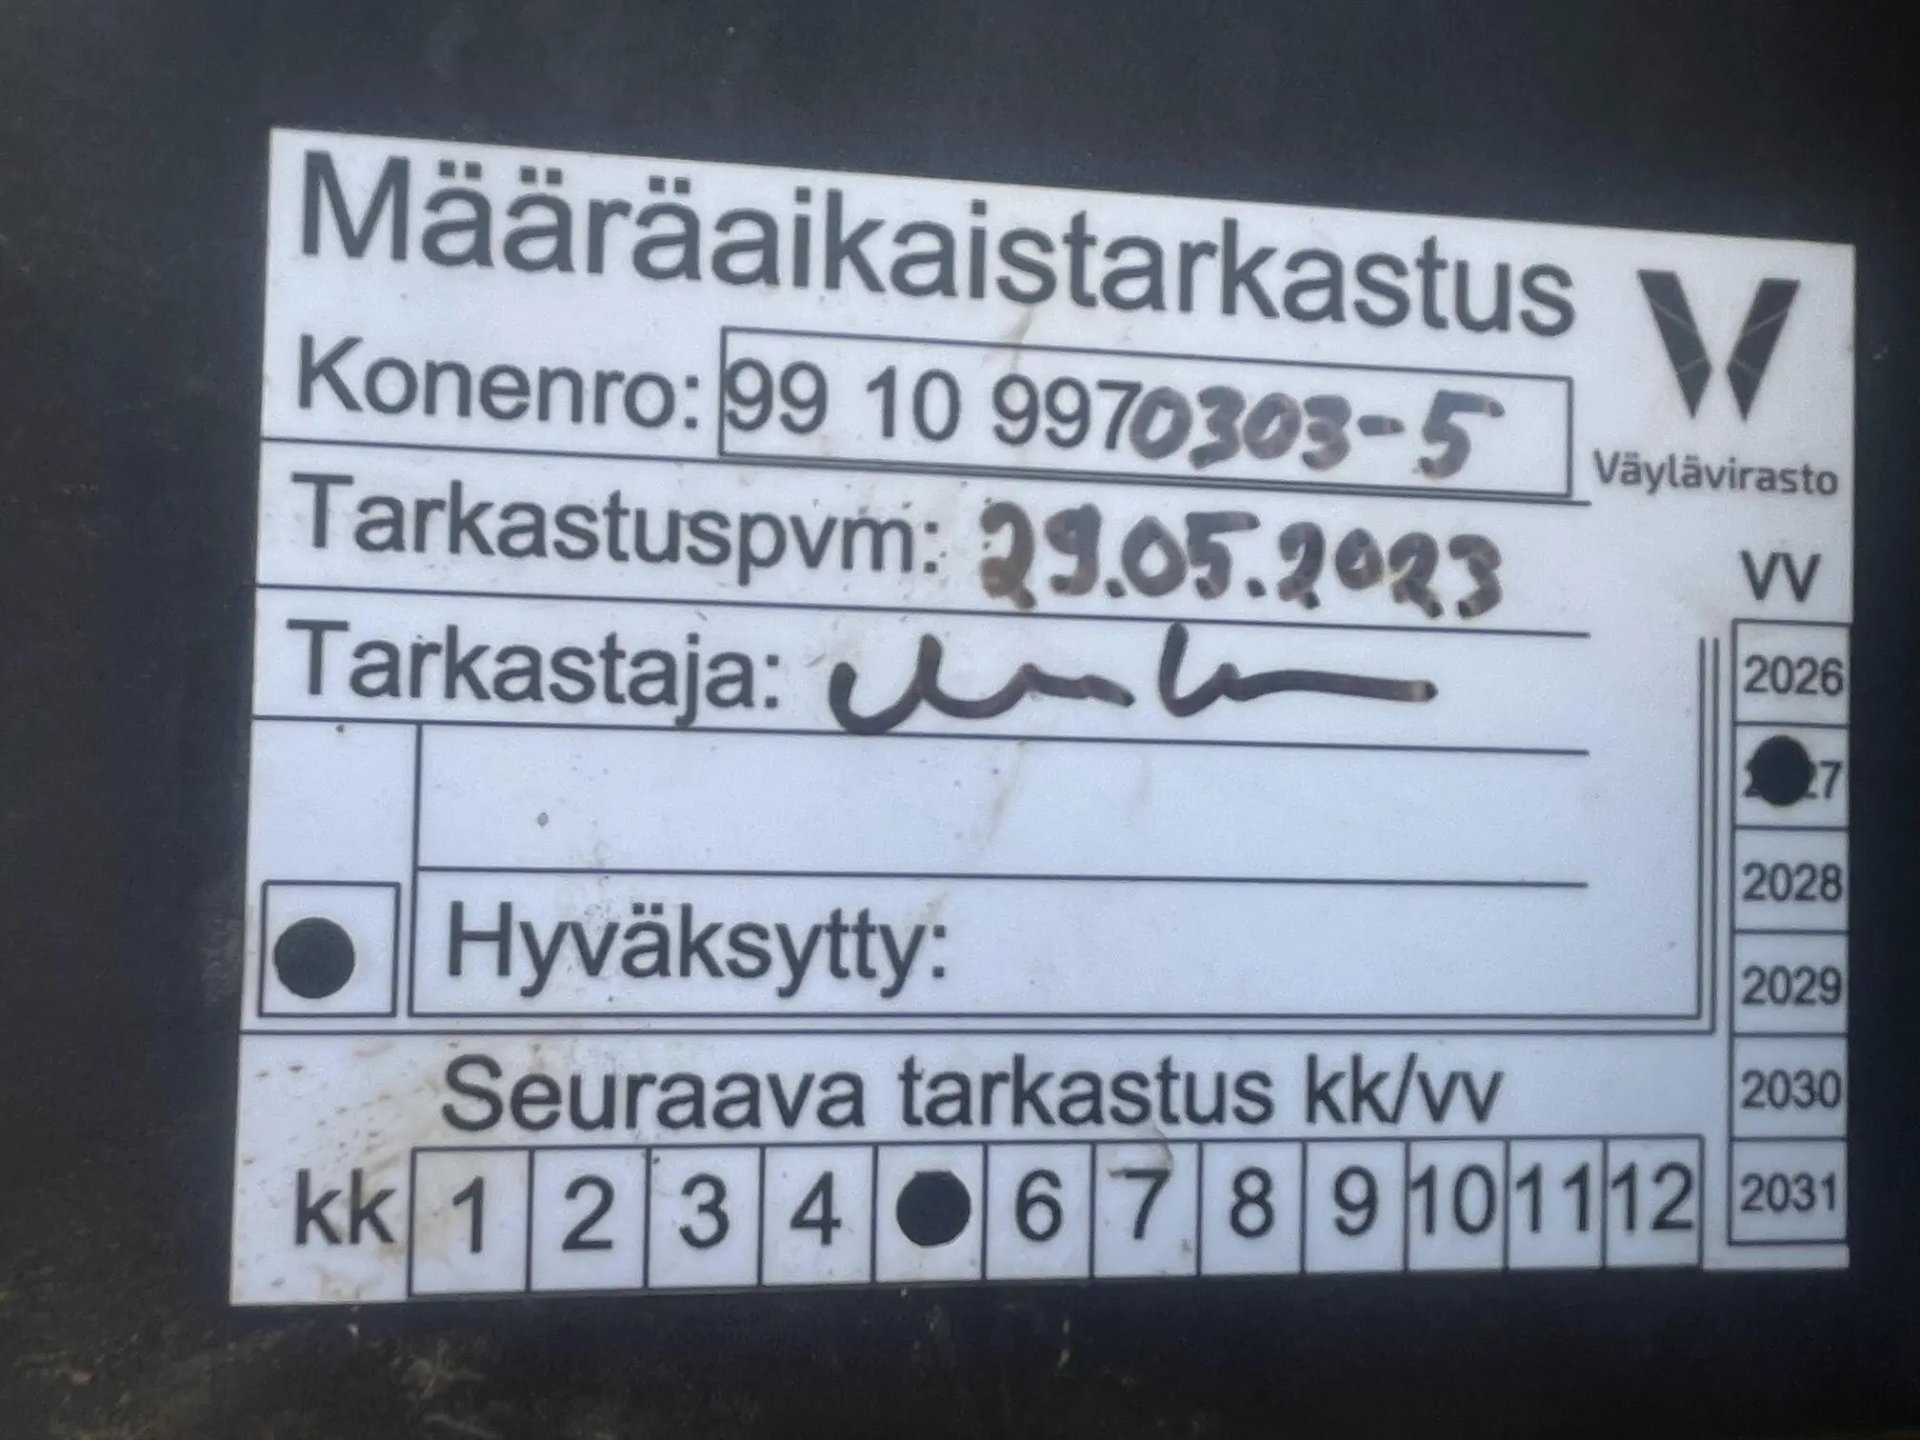 Määräaikaistarkastus
Konenro: 99 10 9970303-5
Väylävirasto
Tarkastuspvm: 29.05.2023
Tarkastaja:
Hyväksytty:
Seuraava tarkastus kk/vv
kk 1 2 3 4 6 7 8 9 10 11 12
VV
2026
2028
2029
2030
2031